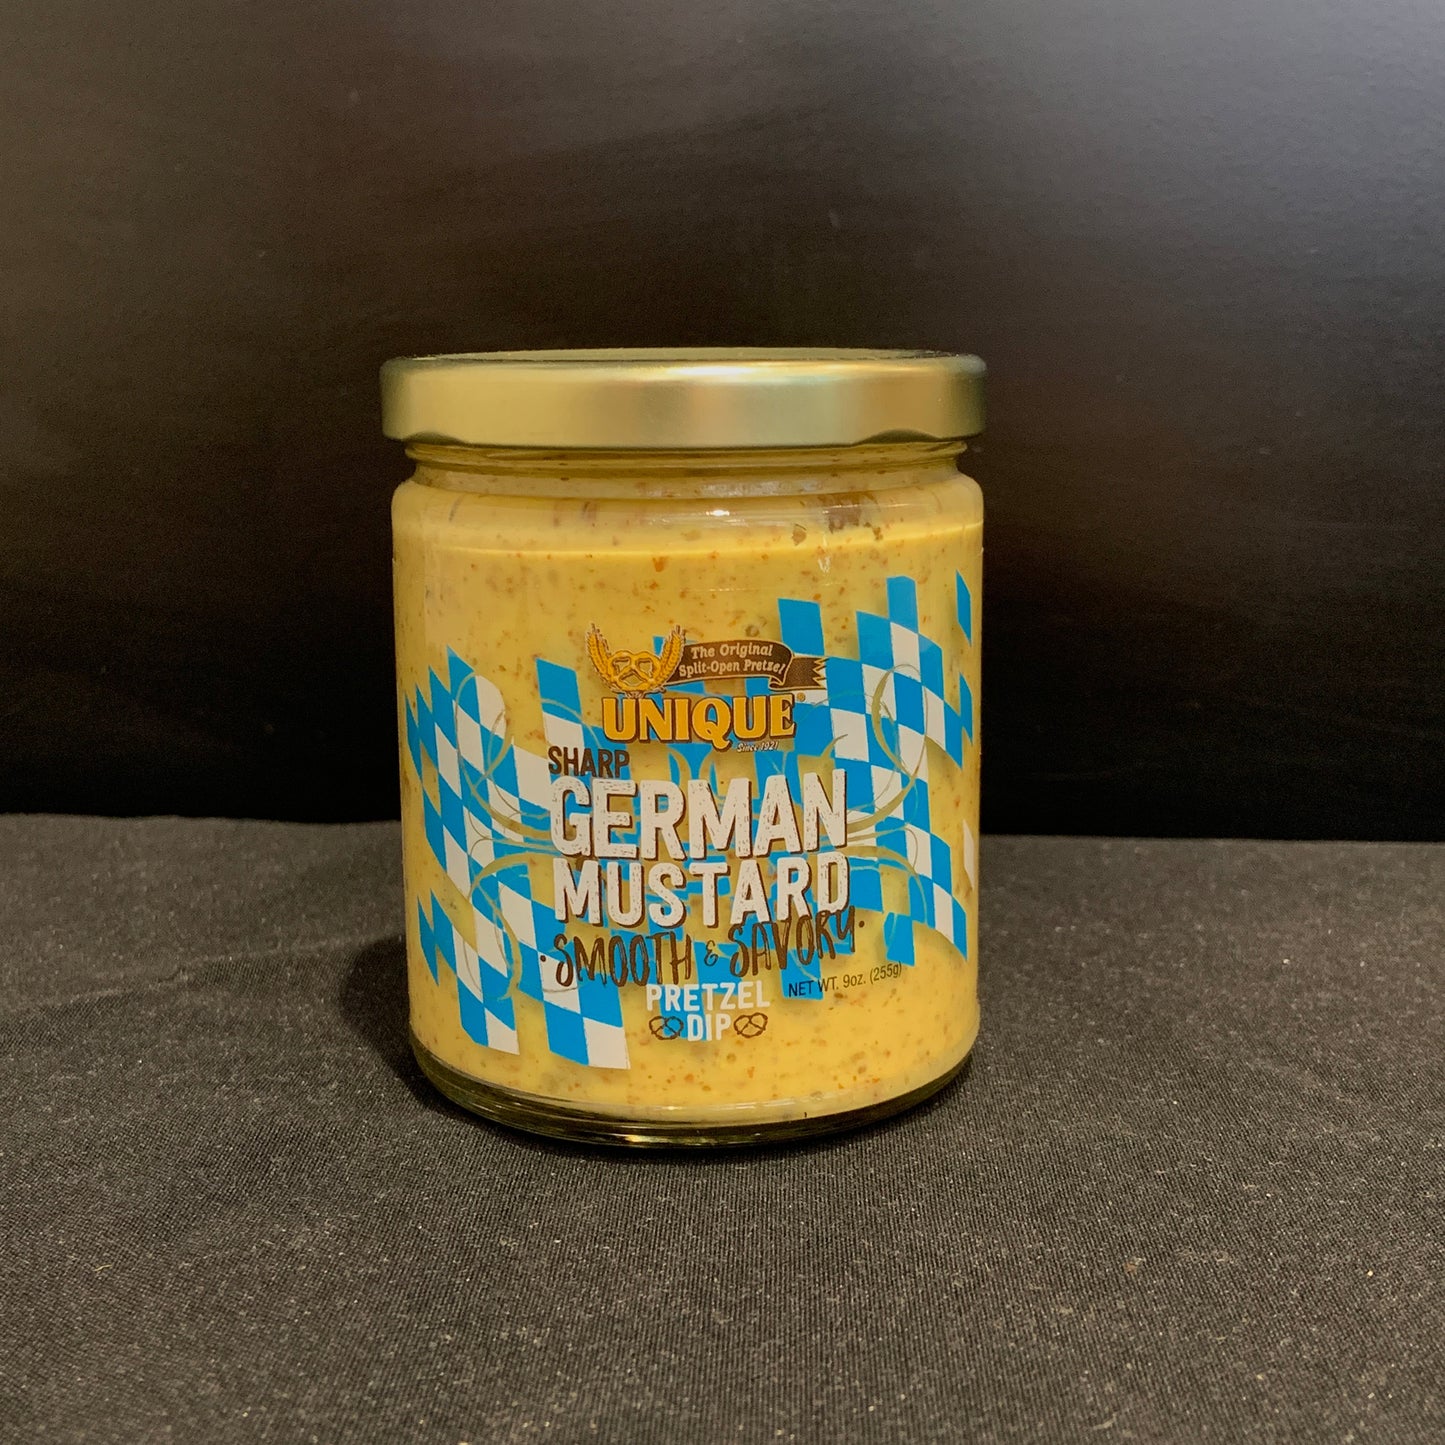 The Original
Split-Open Pretzel
UNIQUE®
Since 1921
SHARP
GERMAN
MUSTARD
• SMOOTH & SAVORY •
PRETZEL
DIP
NET WT. 9oz. (255g)